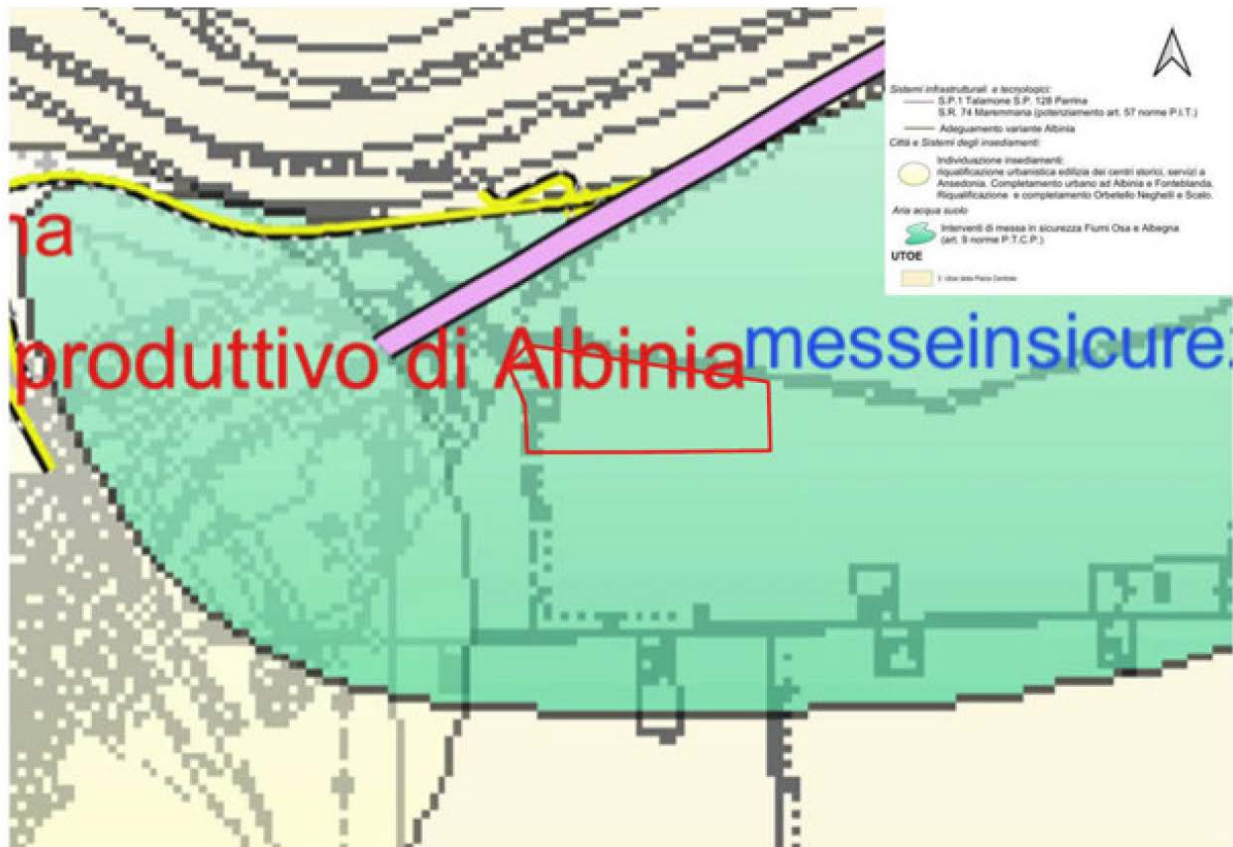 Sistemi infrastrutturali e tecnologici:
S.P.1 Talamone S.P. 128 Parrina
S.R. 74 Maremmana (potenziamento art. 57 norme P.I.T.)
Adeguamento variante Albinia
Città e Sistemi degli insediamenti:
Individuazione insediamenti:
riqualificazione urbanistica edilizia dei centri storici, servizi a
Ansedonia. Completamento urbano ad Albinia e Fonteblanda.
Riqualificazione e completamento Orbetello Neghelli e Scalo.
Aria acqua suolo
Interventi di messa in sicurezza Fiumi Osa e Albegna
(art. 9 norme P.T.C.P.)
UTOE
na
produttivo di Albinia
messeinsicurez